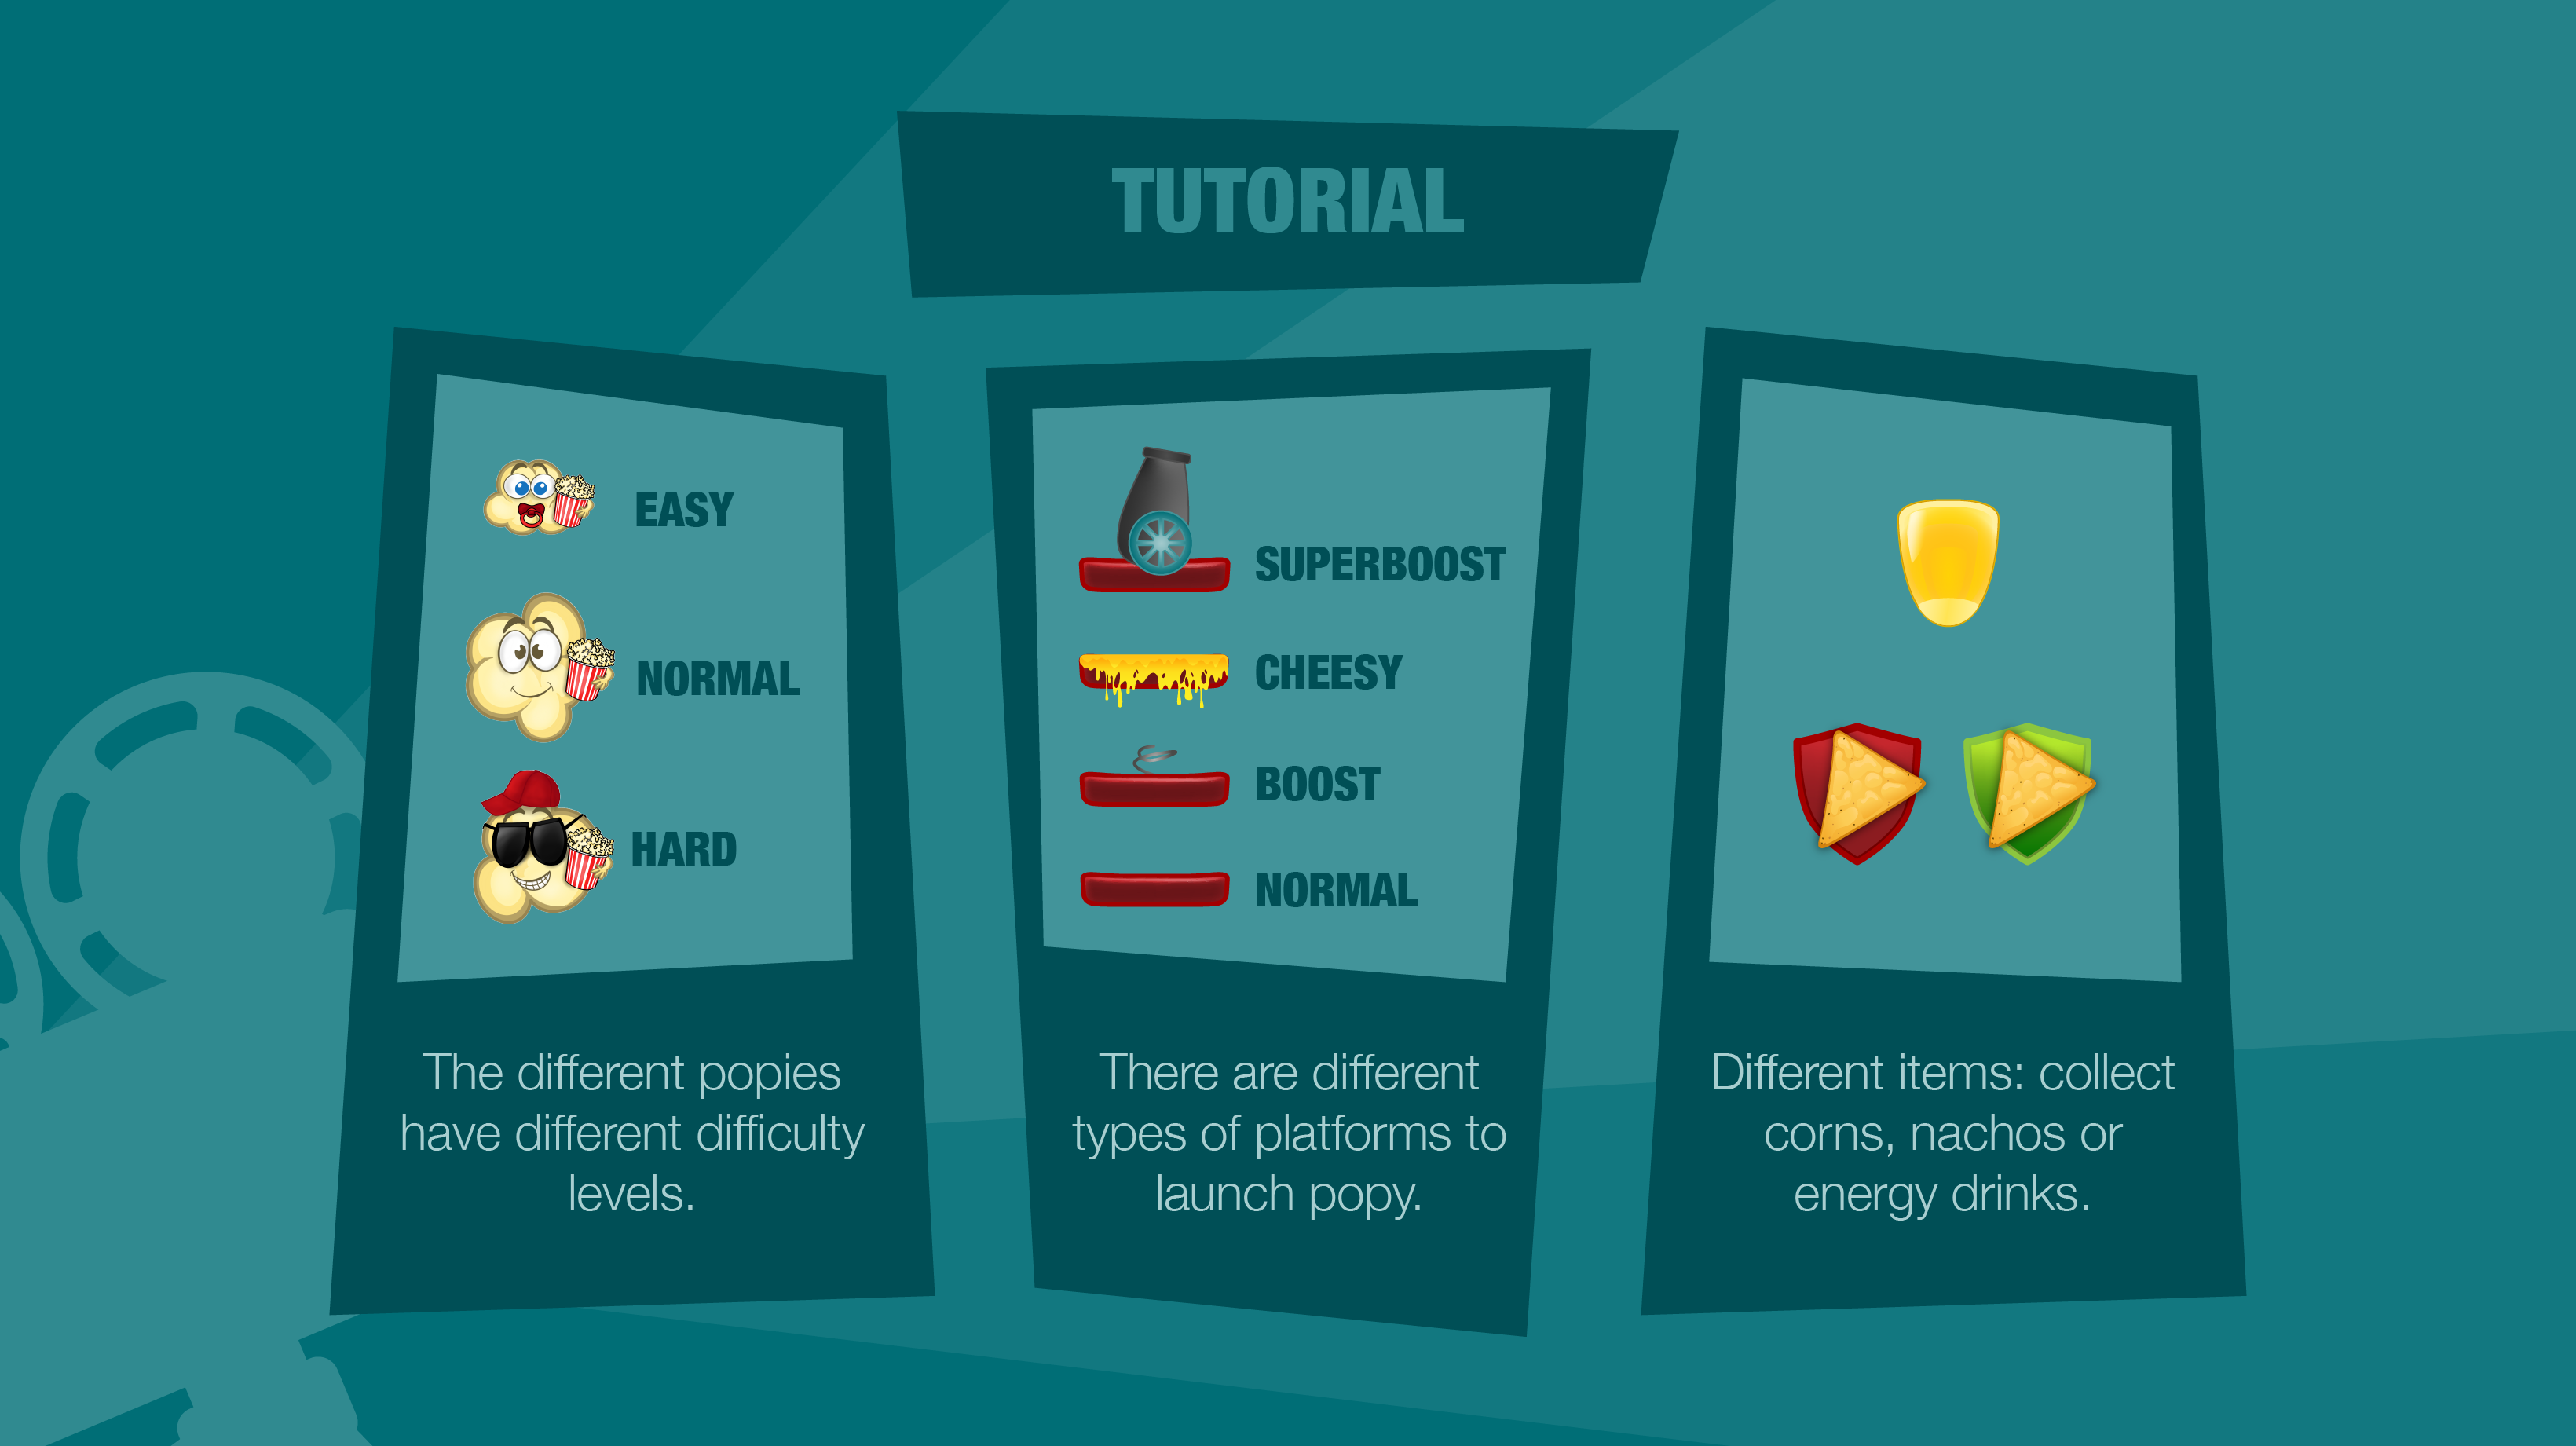 TUTORIAL
EASY
NORMAL
HARD
The different popies
have different difficulty
levels.
SUPERBOOST
CHEESY
BOOST
NORMAL
There are different
types of platforms to
launch popy.
Different items: collect
corns, nachos or
energy drinks.